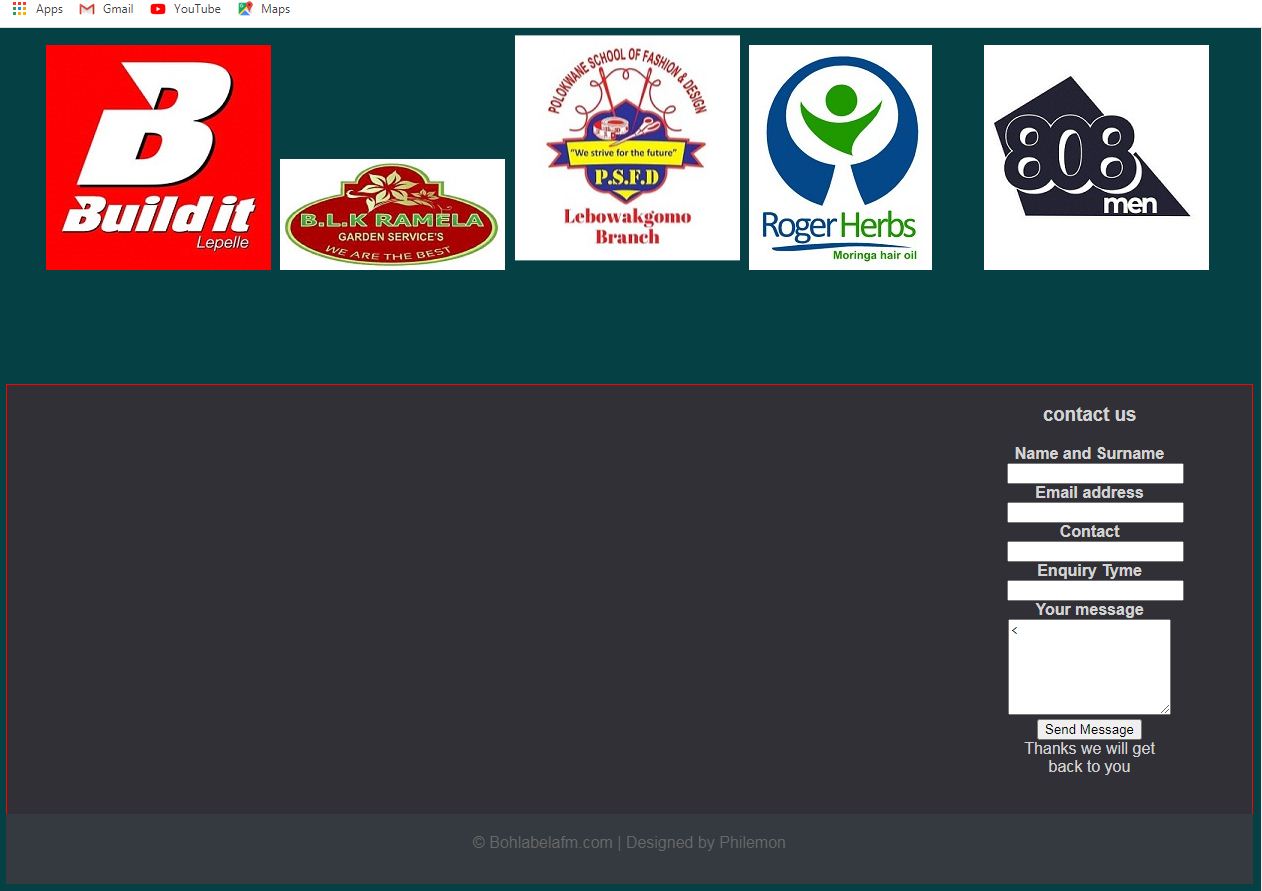 Apps Gmail YouTube Maps
B
Build it
Lepelle
B.L.K RAMELA
GARDEN SERVICE'S
WE ARE THE BEST
POLOKWANE SCHOOL OF FASHION & DESIGN
"We strive for the future"
P.S.F.D
Lebowakgomo
Branch
Roger Herbs
Moringa hair oil
808
men
contact us
Name and Surname
Email address
Contact
Enquiry Tyme
Your message
<
Send Message
Thanks we will get
back to you
© Bohlabelafm.com | Designed by Philemon